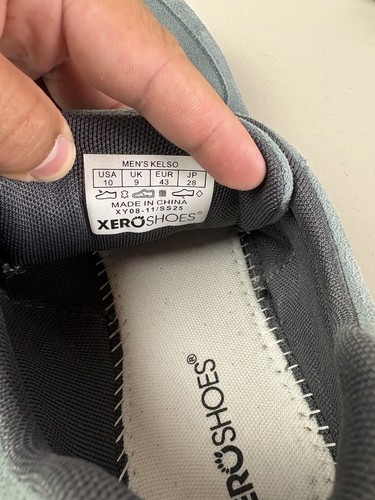 MEN'S KELSO
USA UK EUR JP
10 9 43 28
MADE IN CHINA
XY08-11/SS25
XEROSHOES®
XEROSHOES®